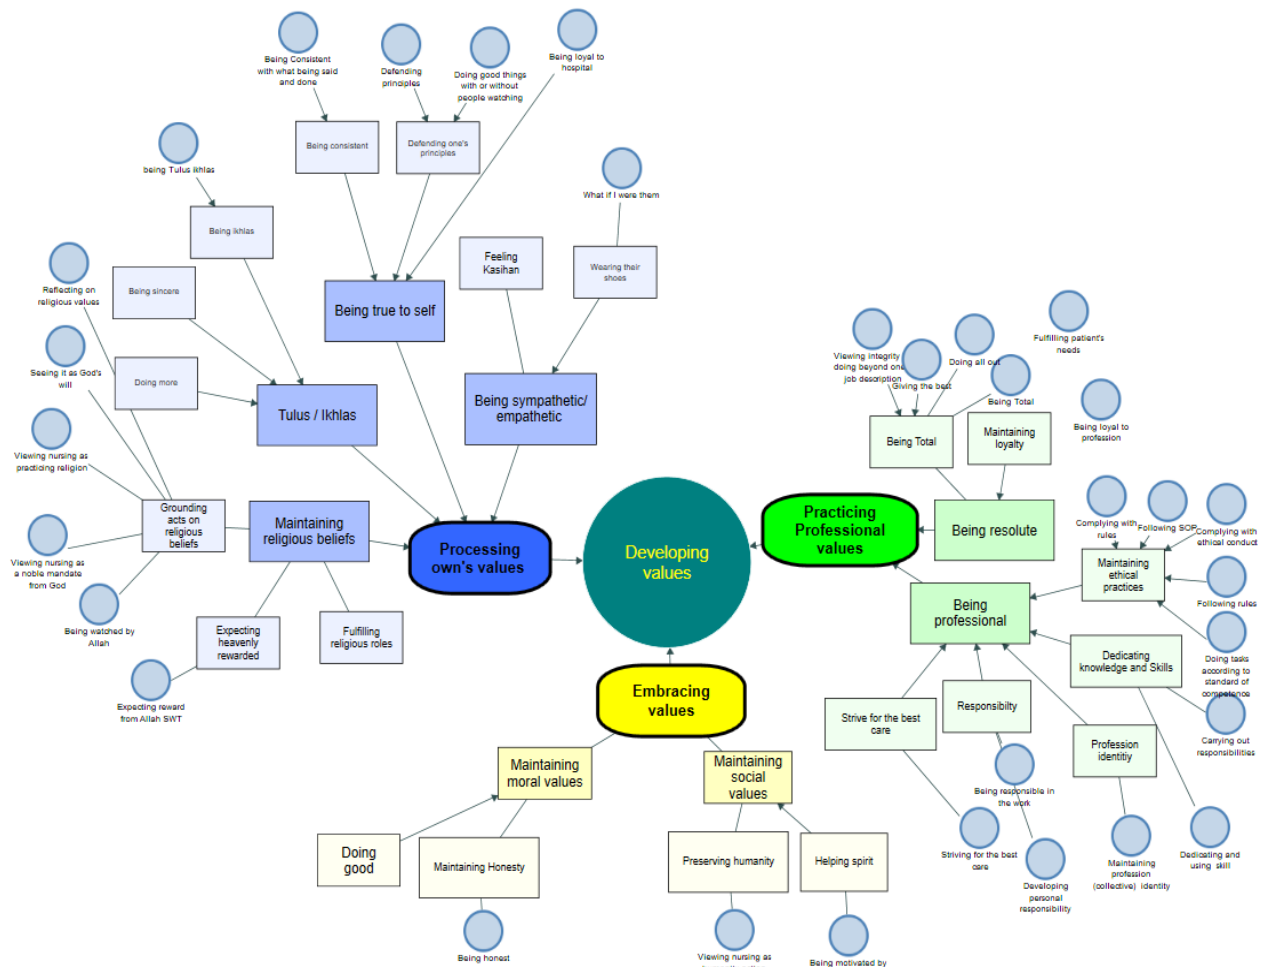 Being Consistent
with what being said
and done
Defending
principles
Doing good things
with or without
people watching
Being loyal to
hospital
Being consistent
Defending one's
principles
being Tulus ikhlas
What if I were them
Being Ikhlas
Feeling
Kasihan
Wearing their
shoes
Reflecting on
religious values
Being sincere
Being true to self
Seeing it as God's
will
Doing more
Tulus / Ikhlas
Being sympathetic/
empathetic
Viewing nursing as
practicing religion
Grounding
acts on
religious
beliefs
Maintaining
religious beliefs
Processing
own's values
Developing
values
Viewing nursing as
a noble mandate
from God
Being watched by
Allah
Expecting
heavenly
rewarded
Fulfilling
religious roles
Expecting reward
from Allah SWT
Viewing integrity
doing beyond one
job description
Giving the best
Doing all out
Being Total
Fulfilling patient's
needs
Being Total
Maintaining
loyalty
Being loyal to
profession
Practicing
Professional
values
Being resolute
Complying with
rules
Following SOP
Complying with
ethical conduct
Maintaining
ethical
practices
Following rules
Being
professional
Doing tasks
according to
standard of
competence
Dedicating
knowledge and Skills
Carrying out
responsibilities
Strive for the best
care
Responsibilty
Profession
identitiy
Being responsible in
the work
Striving for the best
care
Developing
personal
responsibility
Maintaining
profession
(collective) identity
Dedicating and
using skill
Embracing
values
Maintaining
moral values
Maintaining
social
values
Doing
good
Maintaining Honesty
Preserving humanity
Helping spirit
Being honest
Viewing nursing as
Being motivated by